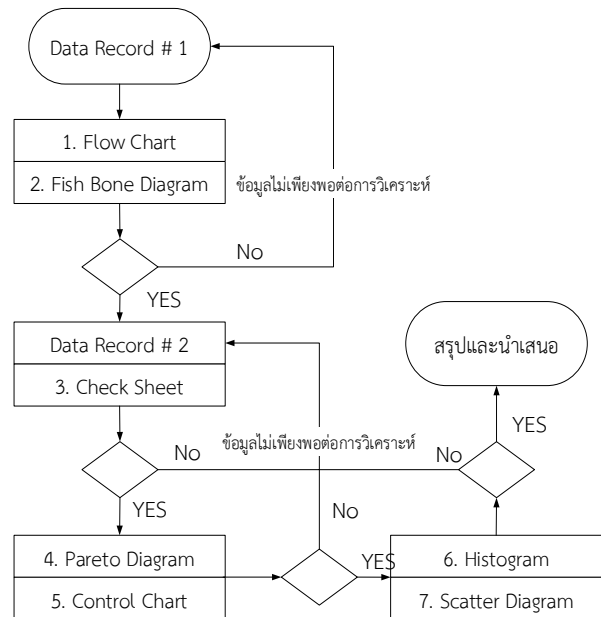 Data Record # 1
1. Flow Chart
2. Fish Bone Diagram
ข้อมูลไม่เพียงพอต่อการวิเคราะห์
No
YES
Data Record # 2
3. Check Sheet
สรุปและนำเสนอ
ข้อมูลไม่เพียงพอต่อการวิเคราะห์
No
No
YES
YES
No
4. Pareto Diagram
5. Control Chart
YES
6. Histogram
7. Scatter Diagram